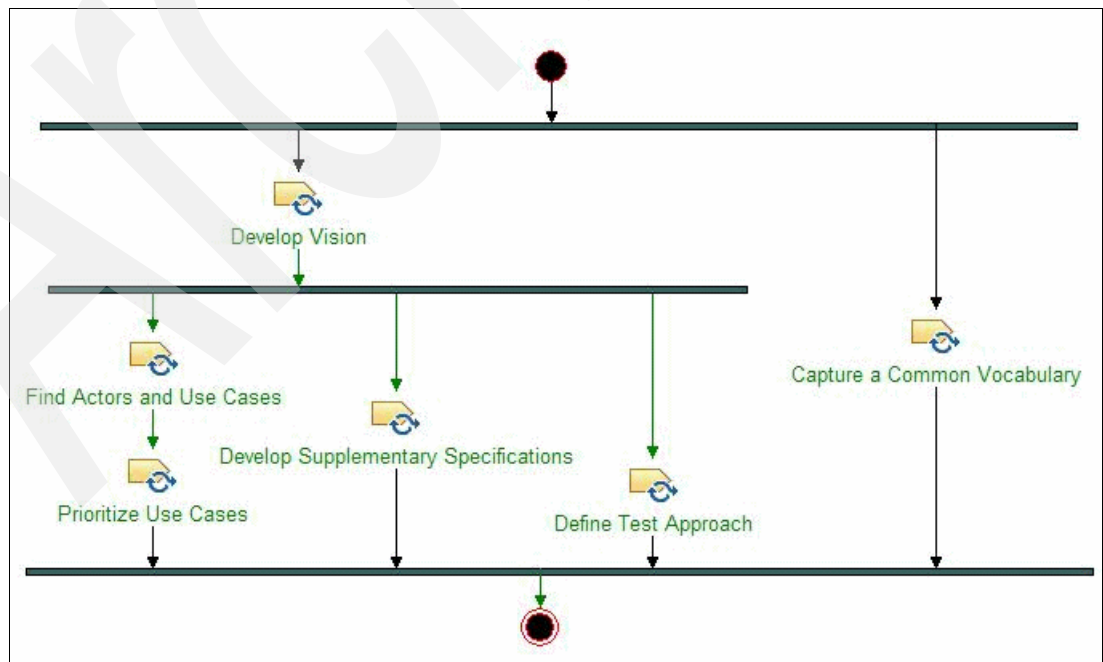 Develop Vision
Find Actors and Use Cases
Capture a Common Vocabulary
Develop Supplementary Specifications
Prioritize Use Cases
Define Test Approach